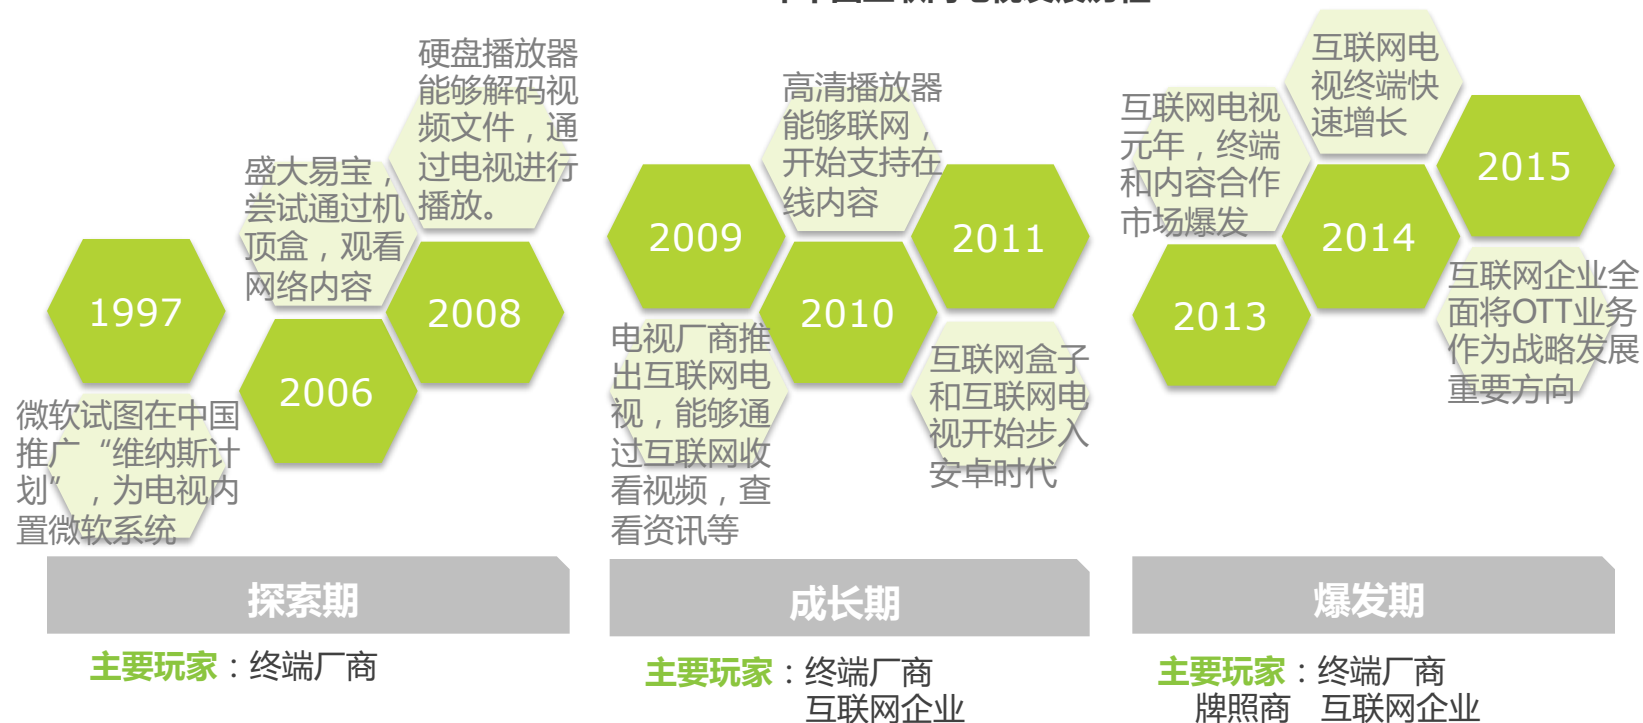 硬盘播放器
能够解码视
频文件，通
过电视进行
播放。
盛大易宝，
尝试通过机
顶盒，观看
网络内容
1997
2006
2008
微软试图在中国
推广“维纳斯计
划”，为电视内
置微软系统
探索期
主要玩家：终端厂商
高清播放器
能够联网，
开始支持在
线内容
2009
2010
2011
电视厂商推
出互联网电
视，能够通
过互联网收
看视频，查
看资讯等
互联网盒子
和互联网电
视开始步入
安卓时代
成长期
主要玩家：终端厂商
互联网企业
互联网电
视终端快
速增长
互联网电视
元年，终端
和内容合作
市场爆发
2013
2014
2015
互联网企业全
面将OTT业务
作为战略发展
重要方向
爆发期
主要玩家：终端厂商
牌照商 互联网企业